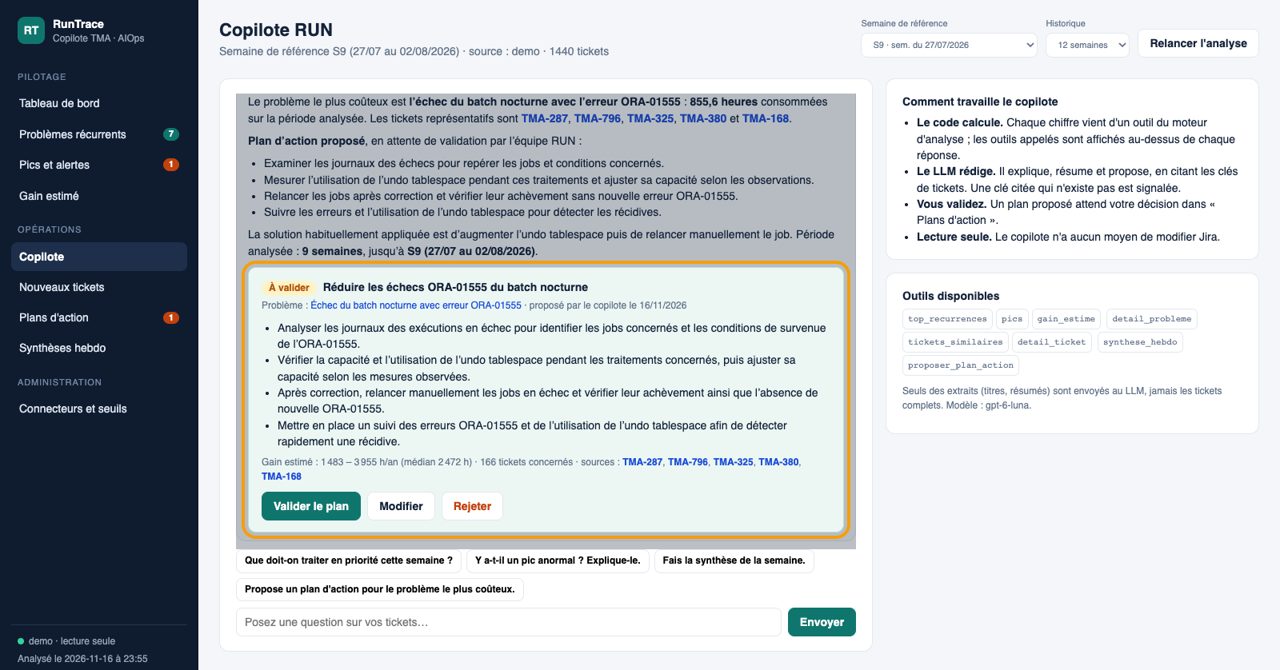 RT
RunTrace
Copilote TMA · AIOps
PILOTAGE
Tableau de bord
Problèmes récurrents 7
Pics et alertes 1
Gain estimé
OPÉRATIONS
Copilote
Nouveaux tickets
Plans d'action 1
Synthèses hebdo
ADMINISTRATION
Connecteurs et seuils
demo · lecture seule
Analysé le 2026-11-16 à 23:55
Copilote RUN
Semaine de référence S9 (27/07 au 02/08/2026) · source : demo · 1440 tickets
Semaine de référence
S9 · sem. du 27/07/2026
Historique
12 semaines
Relancer l'analyse
Le problème le plus coûteux est l'échec du batch nocturne avec l'erreur ORA-01555 : 855,6 heures consommées
sur la période analysée. Les tickets représentatifs sont TMA-287, TMA-796, TMA-325, TMA-380 et TMA-168.
Plan d'action proposé, en attente de validation par l'équipe RUN :
• Examiner les journaux des échecs pour repérer les jobs et conditions concernés.
• Mesurer l'utilisation de l'undo tablespace pendant ces traitements et ajuster sa capacité selon les observations.
• Relancer les jobs après correction et vérifier leur achèvement sans nouvelle erreur ORA-01555.
• Suivre les erreurs et l'utilisation de l'undo tablespace pour détecter les récidives.
La solution habituellement appliquée est d'augmenter l'undo tablespace puis de relancer manuellement le job. Période
analysée : 9 semaines, jusqu'à S9 (27/07 au 02/08/2026).
À valider Réduire les échecs ORA-01555 du batch nocturne
Problème : Échec du batch nocturne avec erreur ORA-01555 · proposé par le copilote le 16/11/2026
• Analyser les journaux des exécutions en échec pour identifier les jobs concernés et les conditions de survenue
de l'ORA-01555.
• Vérifier la capacité et l'utilisation de l'undo tablespace pendant les traitements concernés, puis ajuster sa
capacité selon les mesures observées.
• Après correction, relancer manuellement les jobs en échec et vérifier leur achèvement ainsi que l'absence de
nouvelle ORA-01555.
• Mettre en place un suivi des erreurs ORA-01555 et de l'utilisation de l'undo tablespace afin de détecter
rapidement une récidive.
Gain estimé : 1 483 – 3 955 h/an (médian 2 472 h) · 166 tickets concernés · sources : TMA-287, TMA-796, TMA-325, TMA-380,
TMA-168
Valider le plan
Modifier
Rejeter
Que doit-on traiter en priorité cette semaine ?
Y a-t-il un pic anormal ? Explique-le.
Fais la synthèse de la semaine.
Propose un plan d'action pour le problème le plus coûteux.
Posez une question sur vos tickets…
Envoyer
Comment travaille le copilote
• Le code calcule. Chaque chiffre vient d'un outil du moteur
d'analyse ; les outils appelés sont affichés au-dessus de chaque
réponse.
• Le LLM rédige. Il explique, résume et propose, en citant les clés
de tickets. Une clé citée qui n'existe pas est signalée.
• Vous validez. Un plan proposé attend votre décision dans «
Plans d'action ».
• Lecture seule. Le copilote n'a aucun moyen de modifier Jira.
Outils disponibles
top_recurrences
pics
gain_estime
detail_probleme
tickets_similaires
detail_ticket
synthese_hebdo
proposer_plan_action
Seuls des extraits (titres, résumés) sont envoyés au LLM, jamais les tickets
complets. Modèle : gpt-6-luna.